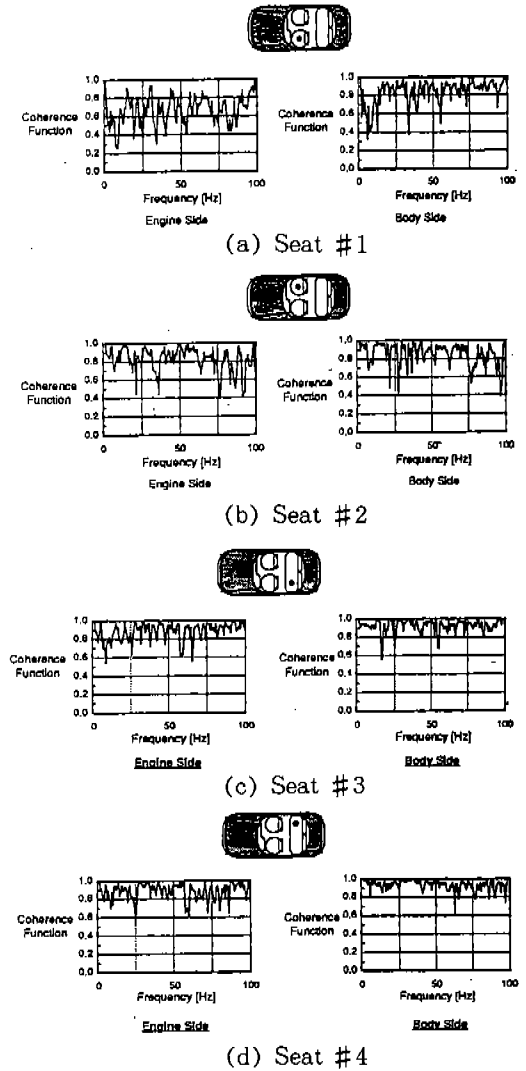 1.0
0.8
Coherence 0.6
Function 0.4
0.2
0.0
0 50 100
Frequency [Hz]
Engine Side
1.0
0.8
Coherence 0.6
Function 0.4
0.2
0.0
0 50 100
Frequency [Hz]
Body Side
(a) Seat #1
1.0
0.8
Coherence 0.6
Function 0.4
0.2
0.0
0 50 100
Frequency [Hz]
Engine Side
1.0
0.8
Coherence 0.6
Function 0.4
0.2
0.0
0 50 100
Frequency [Hz]
Body Side
(b) Seat #2
1.0
0.8
Coherence 0.6
Function 0.4
0.2
0.0
0 50 100
Frequency [Hz]
Engine Side
1.0
0.8
Coherence 0.6
Function 0.4
0.2
0.0
0 50 100
Frequency [Hz]
Body Side
(c) Seat #3
1.0
0.8
Coherence 0.6
Function 0.4
0.2
0.0
0 50 100
Frequency [Hz]
Engine Side
1.0
0.8
Coherence 0.6
Function 0.4
0.2
0.0
0 50 100
Frequency [Hz]
Body Side
(d) Seat #4